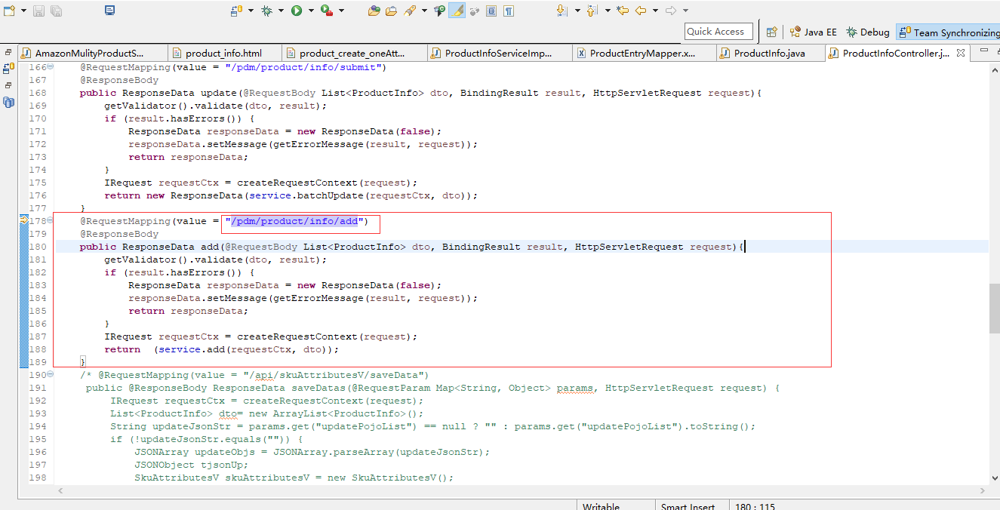 Quick Access
Java EE
Debug
Team Synchronizing
AmazonMulityProductS...
product_info.html
product_create_oneAtt...
ProductInfoServiceImp...
ProductEntryMapper.x...
ProductInfo.java
ProductInfoController.j...
166 @RequestMapping(value = "/pdm/product/info/submit")
167 @ResponseBody
168 public ResponseData update(@RequestBody List<ProductInfo> dto, BindingResult result, HttpServletRequest request){
169 getValidator().validate(dto, result);
170 if (result.hasErrors()) {
171 ResponseData responseData = new ResponseData(false);
172 responseData.setMessage(getErrorMessage(result, request));
173 return responseData;
174 }
175 IRequest requestCtx = createRequestContext(request);
176 return new ResponseData(service.batchUpdate(requestCtx, dto));
177 }
178 @RequestMapping(value = "/pdm/product/info/add")
179 @ResponseBody
180 public ResponseData add(@RequestBody List<ProductInfo> dto, BindingResult result, HttpServletRequest request){
181 getValidator().validate(dto, result);
182 if (result.hasErrors()) {
183 ResponseData responseData = new ResponseData(false);
184 responseData.setMessage(getErrorMessage(result, request));
185 return responseData;
186 }
187 IRequest requestCtx = createRequestContext(request);
188 return (service.add(requestCtx, dto));
189 }
190 /* @RequestMapping(value = "/api/skuAttributesV/saveData")
191 public @ResponseBody ResponseData saveDatas(@RequestParam Map<String, Object> params, HttpServletRequest request) {
192 IRequest requestCtx = createRequestContext(request);
193 List<ProductInfo> dto= new ArrayList<ProductInfo>();
194 String updateJsonStr = params.get("updatePojoList") == null ? "" : params.get("updatePojoList").toString();
195 if (!updateJsonStr.equals("")) {
196 JSONArray updateObjs = JSONArray.parseArray(updateJsonStr);
197 JSONObject tjsonUp;
198 SkuAttributesV skuAttributesV = new SkuAttributesV();
Writable
Smart Insert
180 : 115